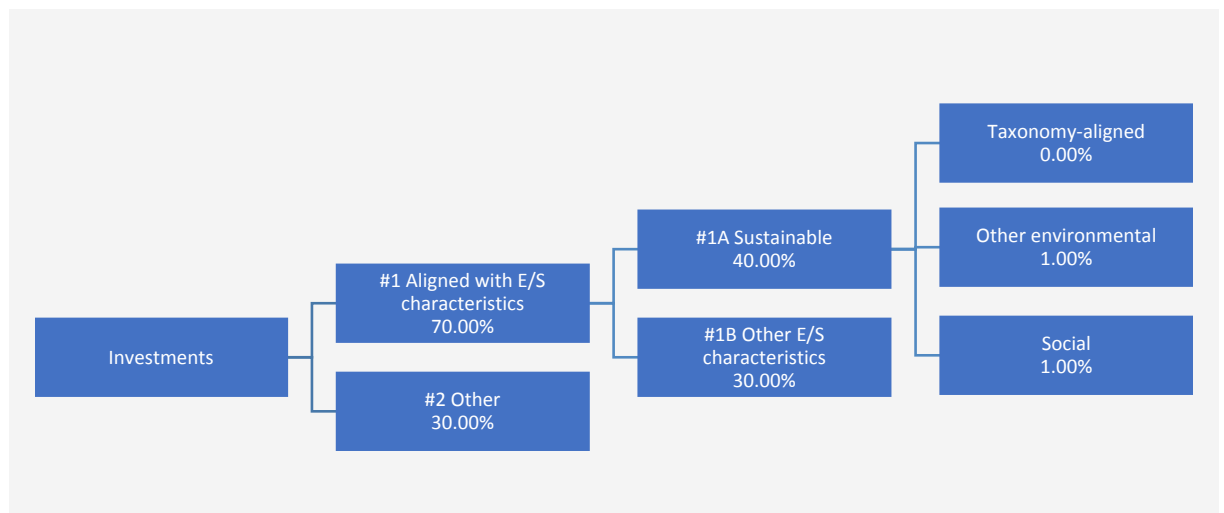 Investments
#1 Aligned with E/S
characteristics
70.00%
#2 Other
30.00%
#1A Sustainable
40.00%
#1B Other E/S
characteristics
30.00%
Taxonomy-aligned
0.00%
Other environmental
1.00%
Social
1.00%